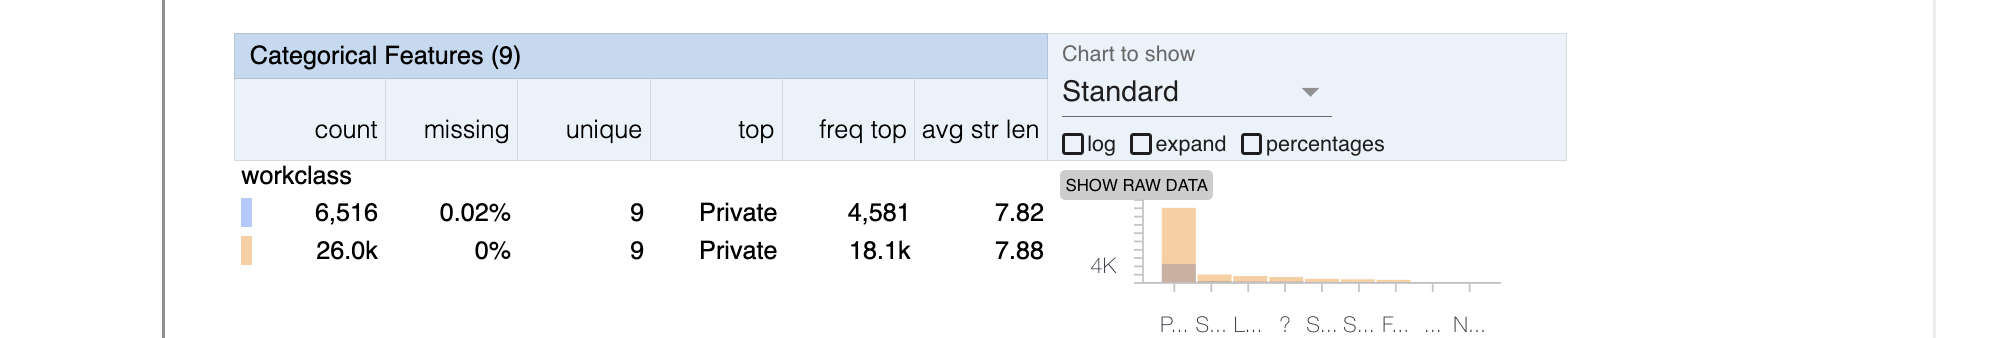 Categorical Features (9)
Chart to show
Standard
count missing unique top freq top avg str len
log expand percentages
workclass
SHOW RAW DATA
6,516 0.02% 9 Private 4,581 7.82
26.0k 0% 9 Private 18.1k 7.88
4K
P... S... L... ? S... S... F... ... N...